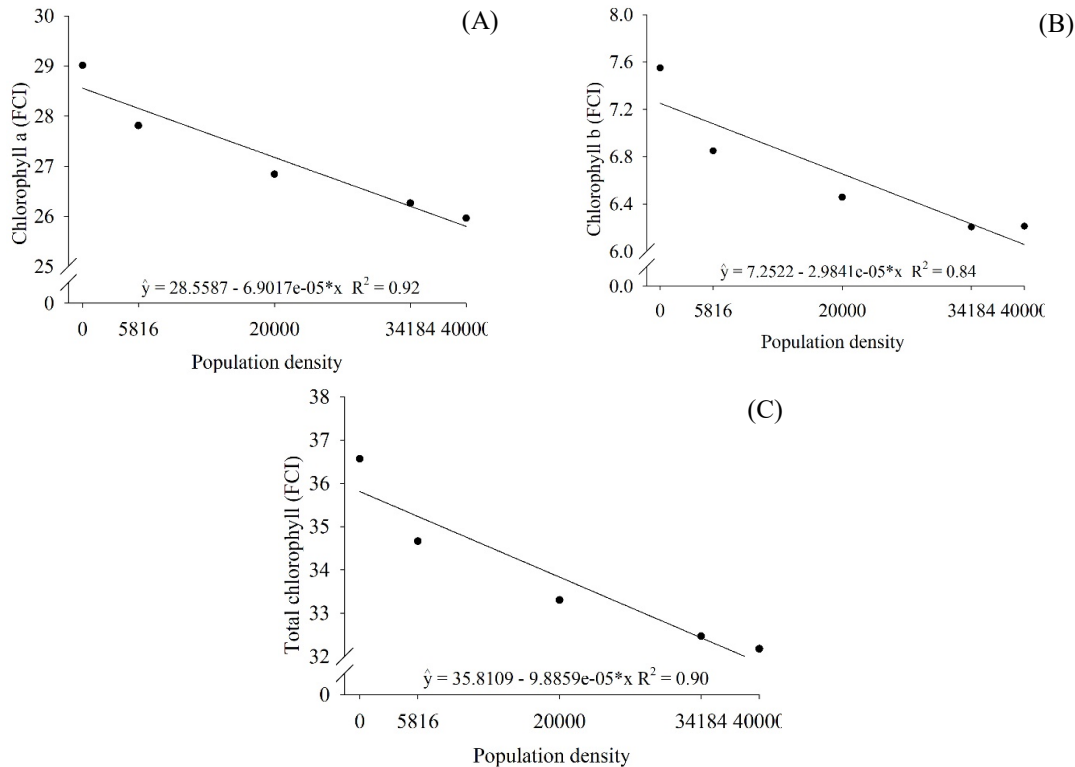 (A)
30
29
28
27
26
25
0
Chlorophyll a (FCI)
ŷ = 28.5587 - 6.9017e-05*x R² = 0.92
0 5816 20000 34184 40000
Population density
(B)
8.0
7.6
7.2
6.8
6.4
6.0
0.0
Chlorophyll b (FCI)
ŷ = 7.2522 - 2.9841c-05*x R² = 0.84
0 5816 20000 34184 40000
Population density
(C)
38
37
36
35
34
33
32
0
Total chlorophyll (FCI)
ŷ = 35.8109 - 9.8859e-05*x R² = 0.90
0 5816 20000 34184 40000
Population density